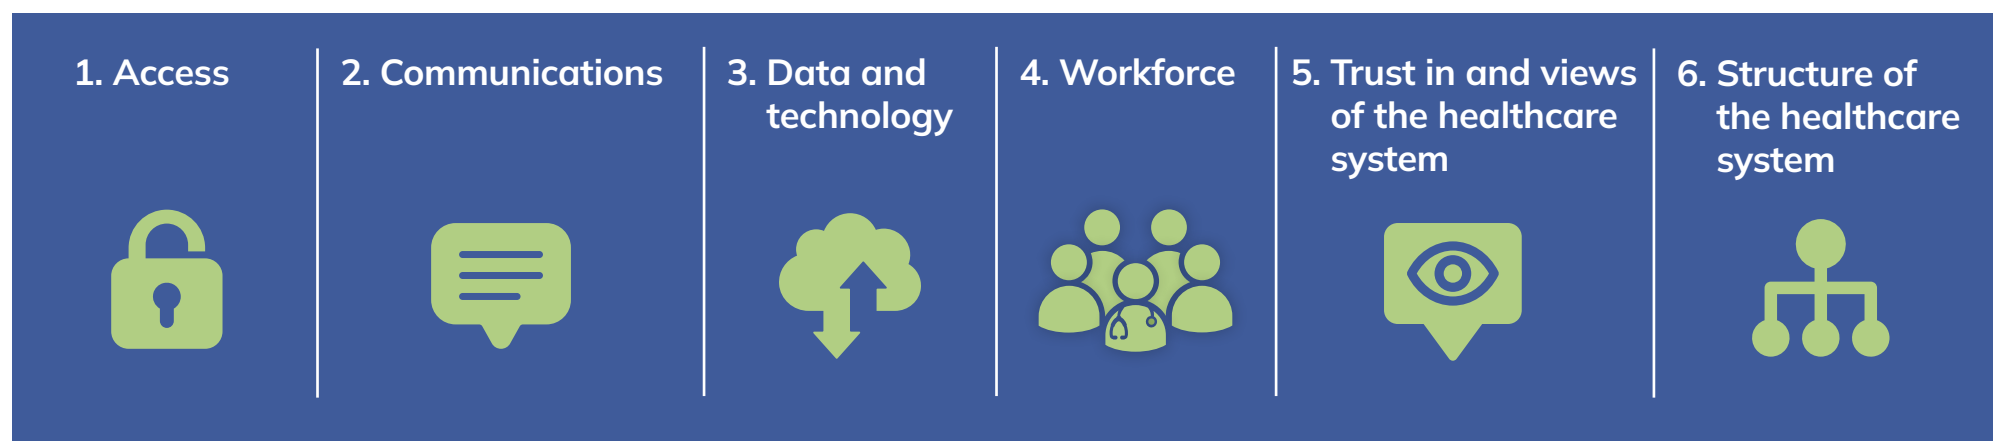 1. Access
2. Communications
3. Data and
technology
4. Workforce
5. Trust in and views
of the healthcare
system
6. Structure of
the healthcare
system